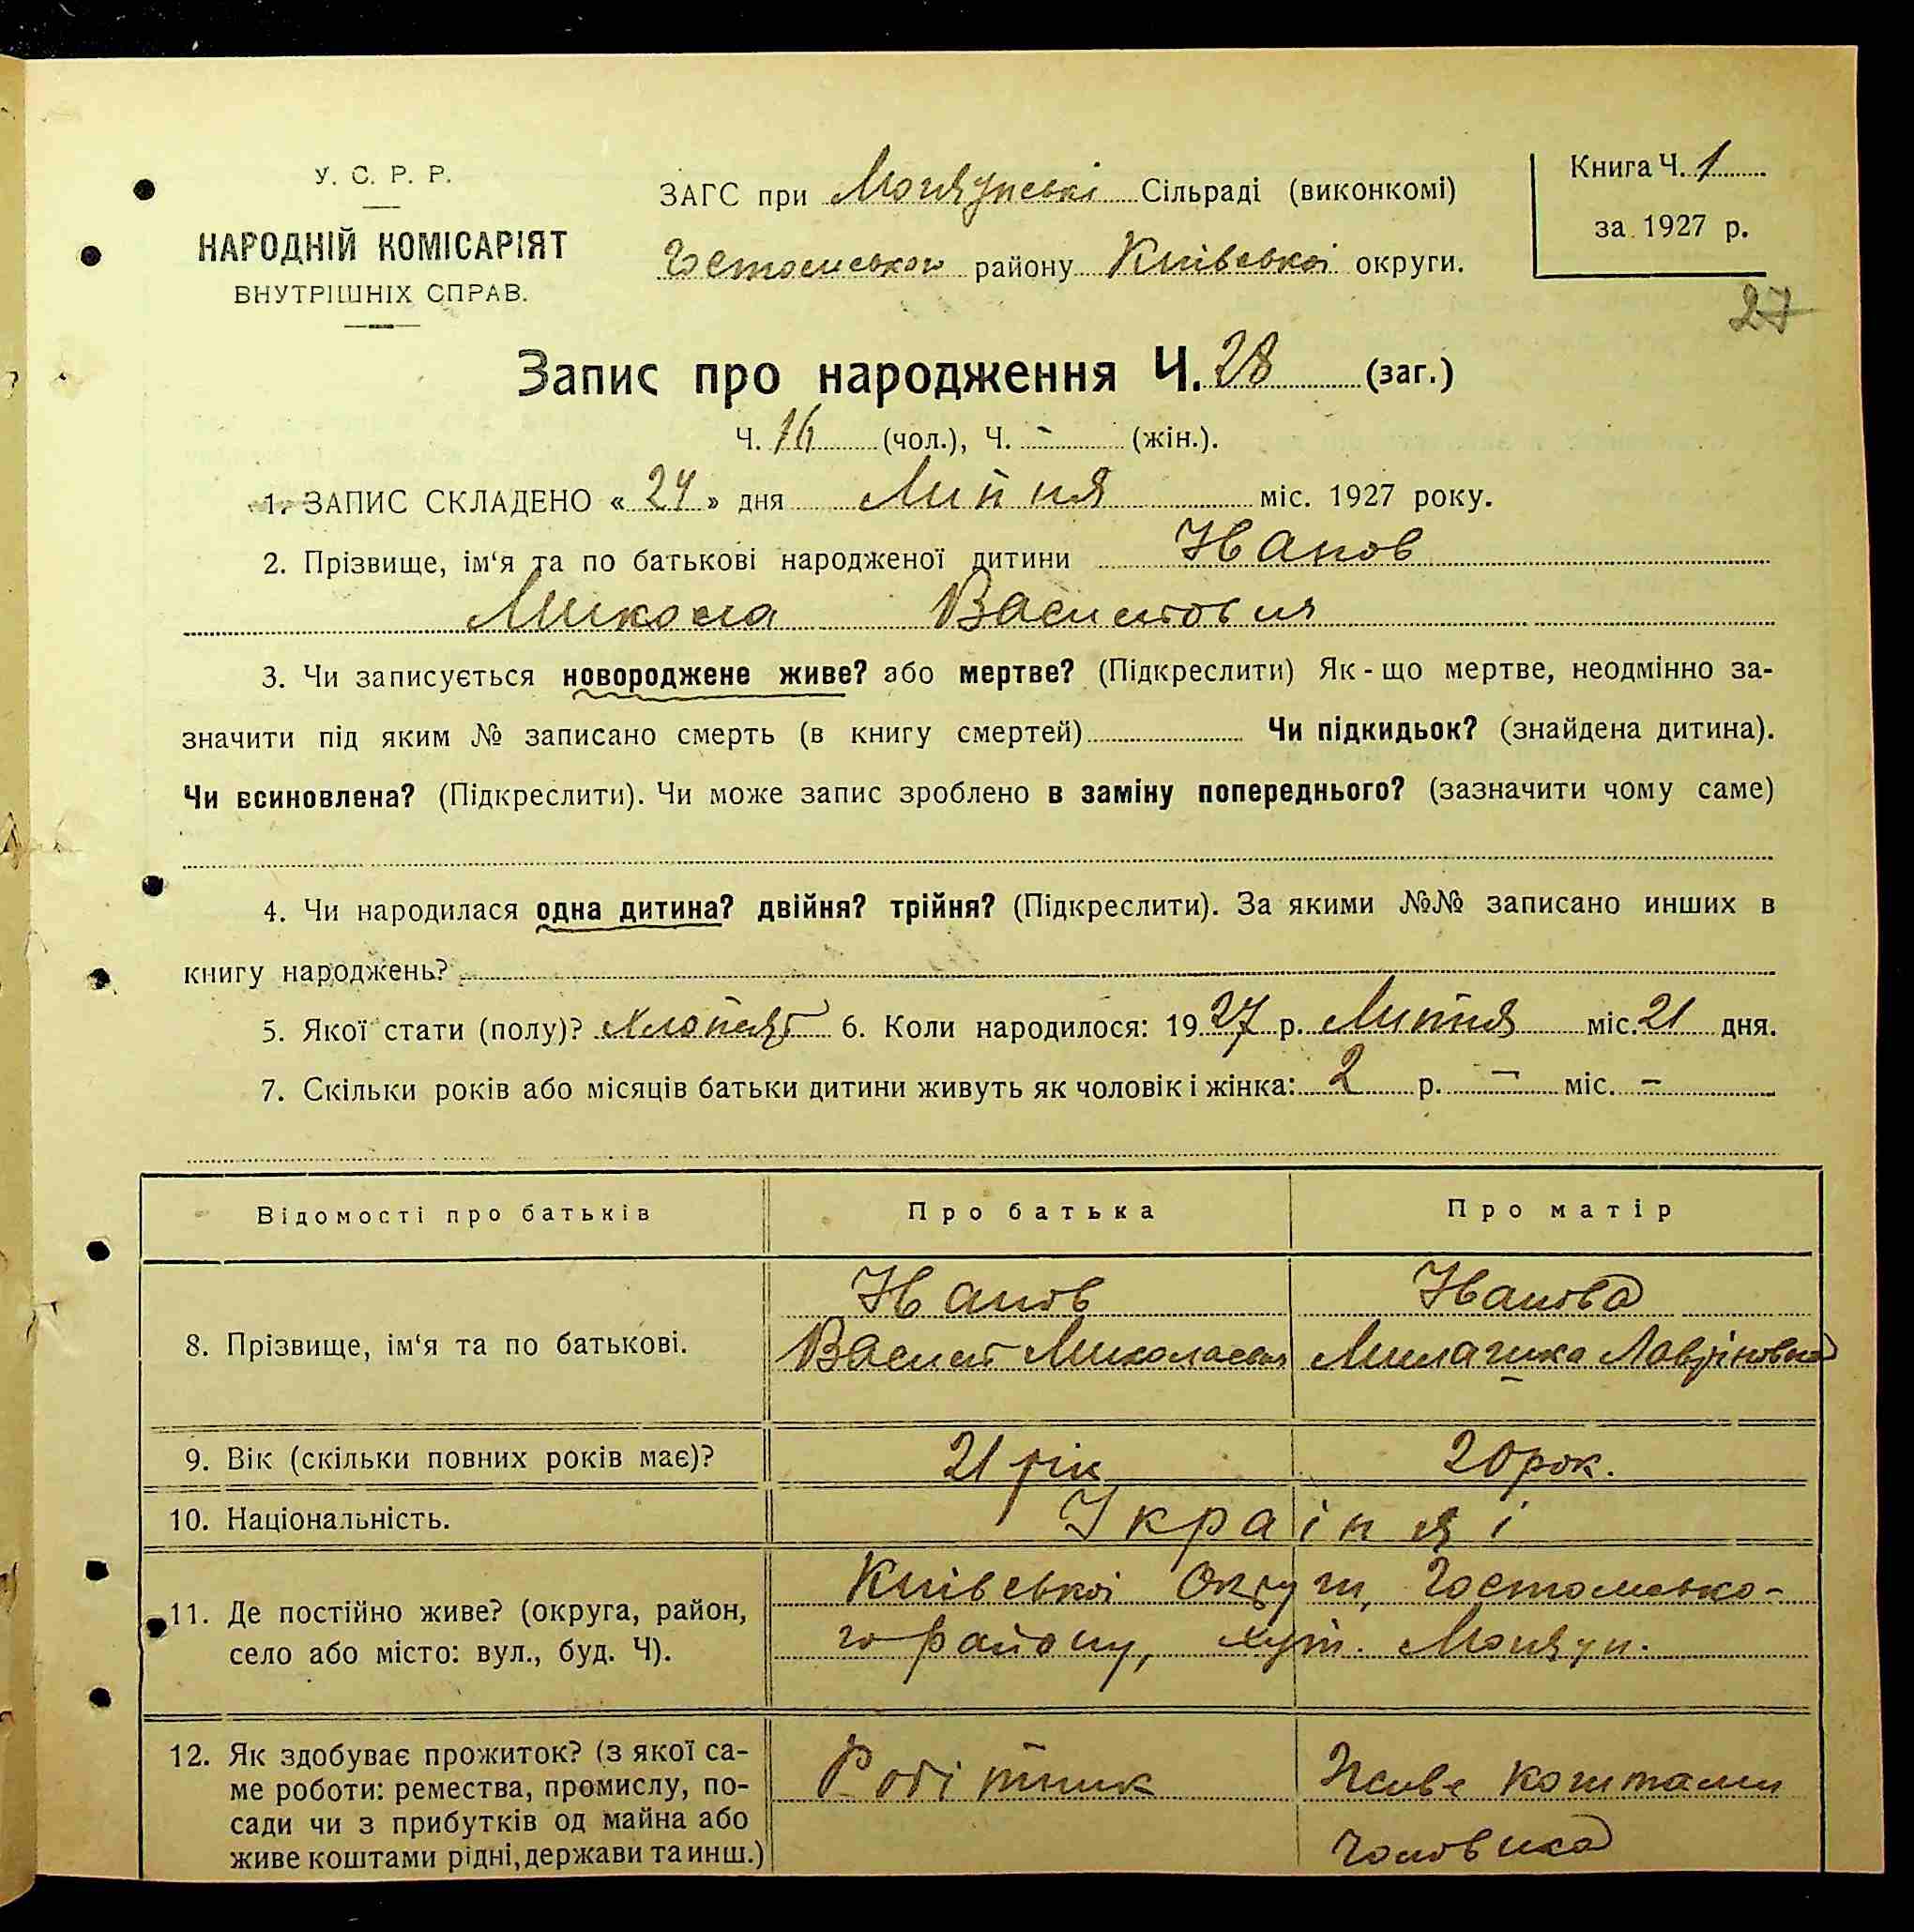 У. С. Р. Р.
НАРОДНІЙ КОМІСАРІЯТ
ВНУТРІШНІХ СПРАВ.
ЗАГС при Мощунські Сільраді (виконкомі)
Гостомського району Київської округи.
Книга Ч. 1
за 1927 р.
27
Запис про народження Ч. 28 (заг.)
Ч. 16 (чол.), Ч. - (жін.).
1. ЗАПИС СКЛАДЕНО « 24 » дня Липня міс. 1927 року.
2. Прізвище, ім‘я та по батькові народженої дитини Іванов
Микола Васильович
3. Чи записується новороджене живе? або мертве? (Підкреслити) Як-що мертве, неодмінно за-
значити під яким № записано смерть (в книгу смертей) Чи підкидьок? (знайдена дитина).
Чи всиновлена? (Підкреслити). Чи може запис зроблено в заміну попереднього? (зазначити чому саме)
4. Чи народилася одна дитина? двійня? трійня? (Підкреслити). За якими №№ записано инших в
книгу народжень?
5. Якої стати (полу)? 6. Коли народилося: 1927 р. Липня міс. 21 дня.
7. Скільки років або місяців батьки дитини живуть як чоловік і жінка: 2 р. — міс. —
Відомості про батьків
Про батька
Про матір
8. Прізвище, ім‘я та по батькові.
Іванов
Василь Миколаєвич
Іванова
Милашка Лавріновна
9. Вік (скільки повних років має)?
21 рік
20 рок.
10. Національність.
Украінці
11. Де постійно живе? (округа, район,
село або місто: вул., буд. Ч).
Київської Округи, Гостомсько-
го району, хут. Мощун.
12. Як здобуває прожиток? (з якої са-
ме роботи: ремества, промислу, по-
сади чи з прибутків од майна або
живе коштами рідні, держави та инш.)
Робітник
Живе коштами
чоловіка